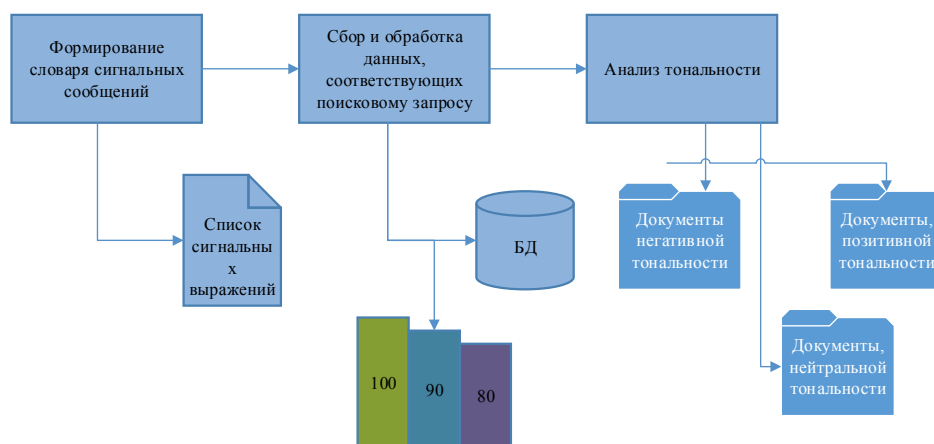 Формирование
словаря сигнальных
сообщений
Сбор и обработка
данных,
соответствующих
поисковому запросу
Анализ тональности
Список
сигнальны
х
выражений
БД
Документы
негативной
тональности
Документы,
позитивной
тональности
Документы,
нейтральной
тональности
100
90
80